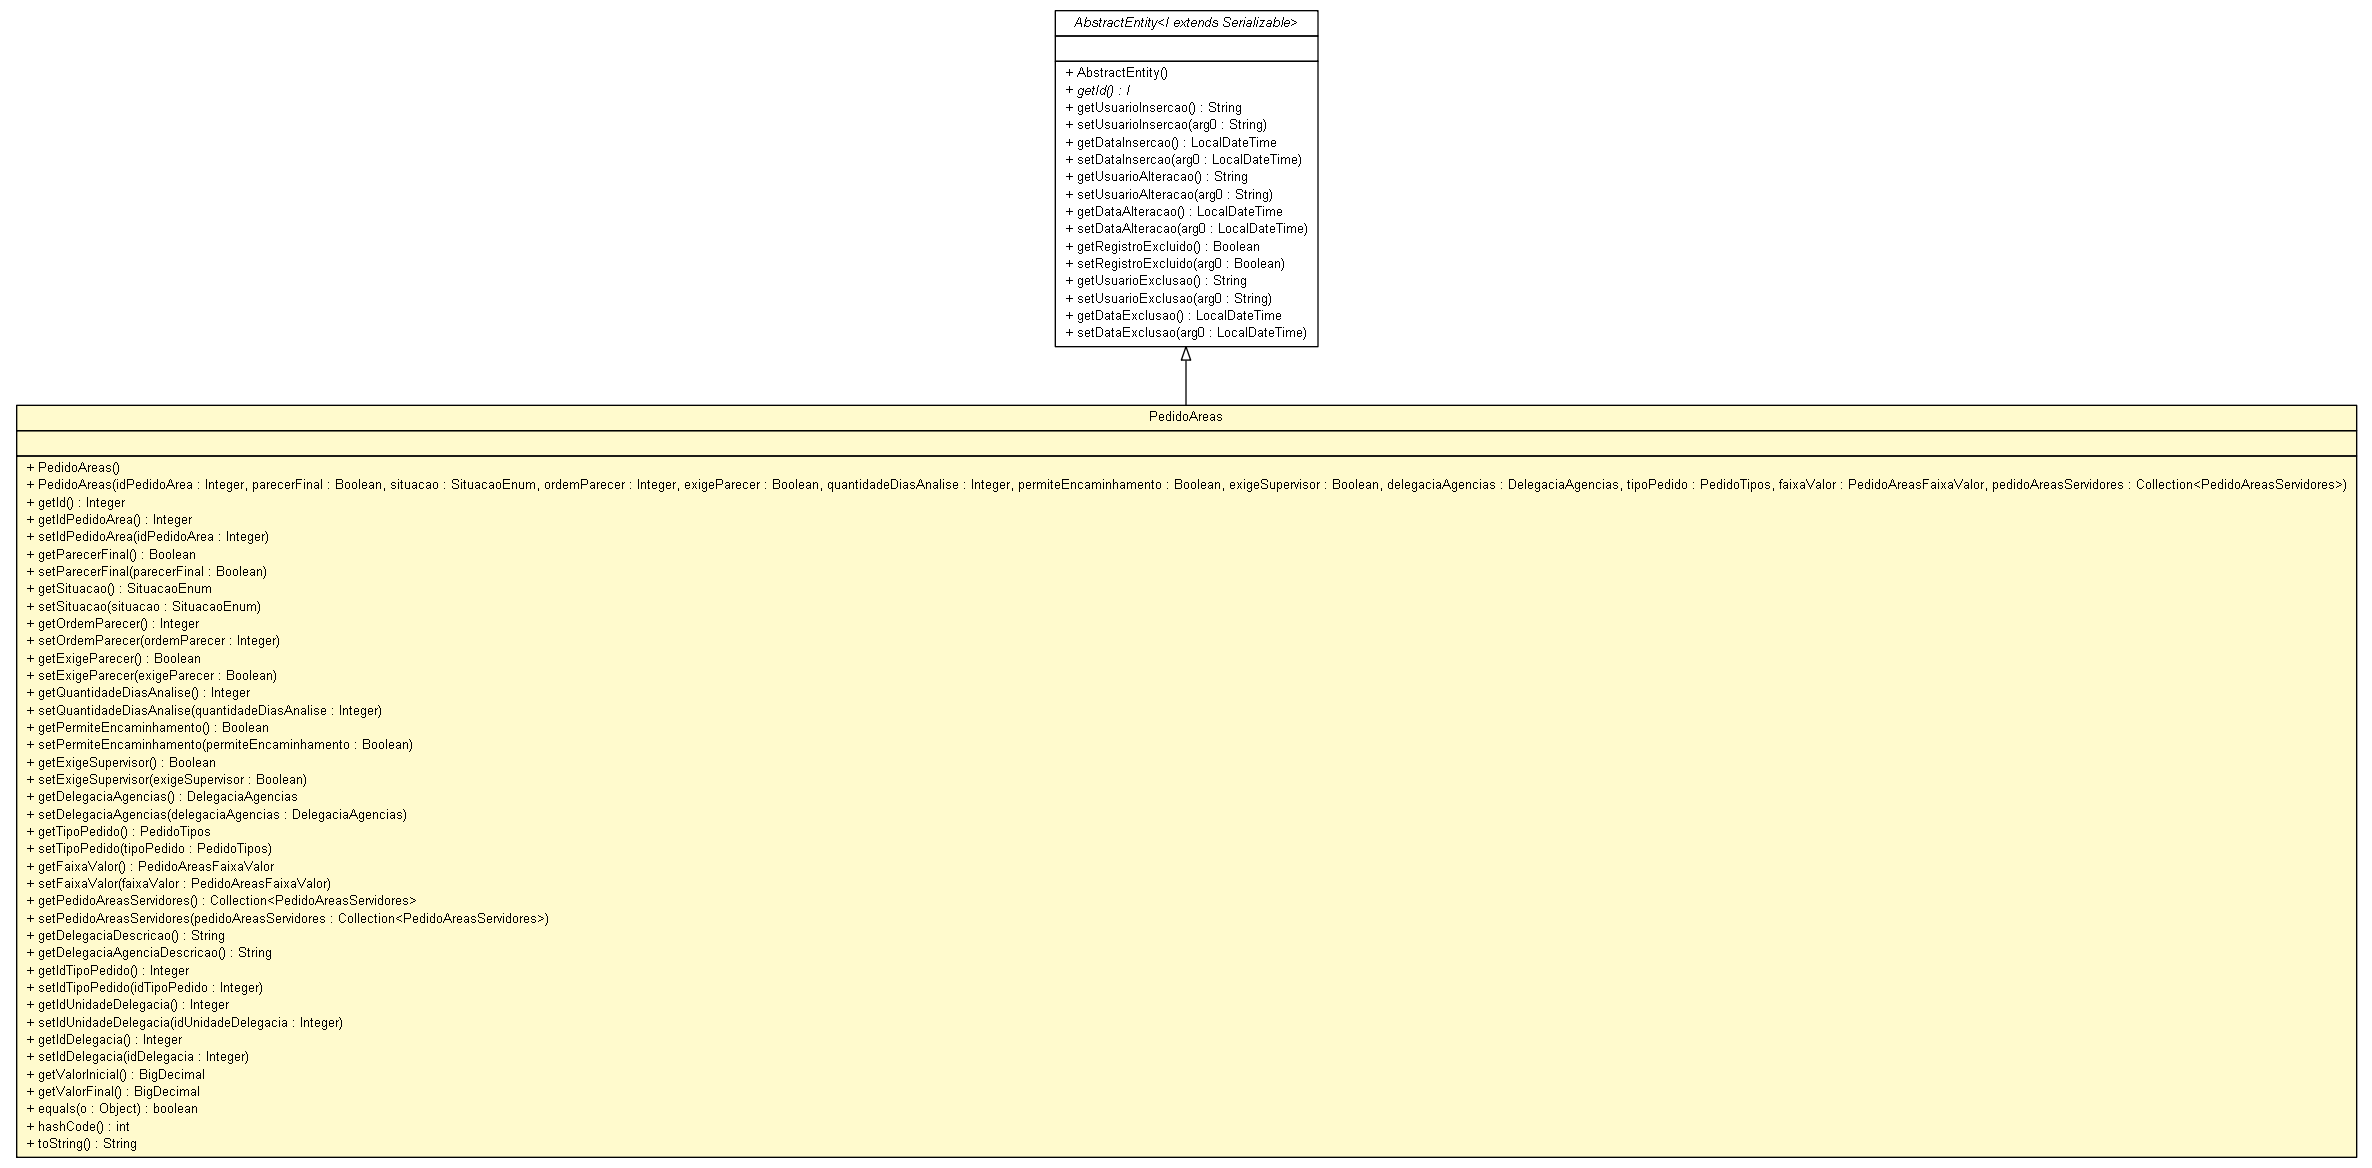 AbstractEntity<I extends Serializable>
+ AbstractEntity()
+ getId() : I
+ getUsuarioInsercao() : String
+ setUsuarioInsercao(arg0 : String)
+ getDataInsercao() : LocalDateTime
+ setDataInsercao(arg0 : LocalDateTime)
+ getUsuarioAlteracao() : String
+ setUsuarioAlteracao(arg0 : String)
+ getDataAlteracao() : LocalDateTime
+ setDataAlteracao(arg0 : LocalDateTime)
+ getRegistroExcluido() : Boolean
+ setRegistroExcluido(arg0 : Boolean)
+ getUsuarioExclusao() : String
+ setUsuarioExclusao(arg0 : String)
+ getDataExclusao() : LocalDateTime
+ setDataExclusao(arg0 : LocalDateTime)
PedidoAreas
+ PedidoAreas()
+ PedidoAreas(idPedidoArea : Integer, parecerFinal : Boolean, situacao : SituacaoEnum, ordemParecer : Integer, exigeParecer : Boolean, quantidadeDiasAnalise : Integer, permiteEncaminhamento : Boolean, exigeSupervisor : Boolean, delegaciaAgencias : DelegaciaAgencias, tipoPedido : PedidoTipos, faixaValor : PedidoAreasFaixaValor, pedidoAreasServidores : Collection<PedidoAreasServidores>)
+ getId() : Integer
+ getIdPedidoArea() : Integer
+ setIdPedidoArea(idPedidoArea : Integer)
+ getParecerFinal() : Boolean
+ setParecerFinal(parecerFinal : Boolean)
+ getSituacao() : SituacaoEnum
+ setSituacao(situacao : SituacaoEnum)
+ getOrdemParecer() : Integer
+ setOrdemParecer(ordemParecer : Integer)
+ getExigeParecer() : Boolean
+ setExigeParecer(exigeParecer : Boolean)
+ getQuantidadeDiasAnalise() : Integer
+ setQuantidadeDiasAnalise(quantidadeDiasAnalise : Integer)
+ getPermiteEncaminhamento() : Boolean
+ setPermiteEncaminhamento(permiteEncaminhamento : Boolean)
+ getExigeSupervisor() : Boolean
+ setExigeSupervisor(exigeSupervisor : Boolean)
+ getDelegaciaAgencias() : DelegaciaAgencias
+ setDelegaciaAgencias(delegaciaAgencias : DelegaciaAgencias)
+ getTipoPedido() : PedidoTipos
+ setTipoPedido(tipoPedido : PedidoTipos)
+ getFaixaValor() : PedidoAreasFaixaValor
+ setFaixaValor(faixaValor : PedidoAreasFaixaValor)
+ getPedidoAreasServidores() : Collection<PedidoAreasServidores>
+ setPedidoAreasServidores(pedidoAreasServidores : Collection<PedidoAreasServidores>)
+ getDelegaciaDescricao() : String
+ getDelegaciaAgenciaDescricao() : String
+ getIdTipoPedido() : Integer
+ setIdTipoPedido(idTipoPedido : Integer)
+ getIdUnidadeDelegacia() : Integer
+ setIdUnidadeDelegacia(idUnidadeDelegacia : Integer)
+ getIdDelegacia() : Integer
+ setIdDelegacia(idDelegacia : Integer)
+ getValorInicial() : BigDecimal
+ getValorFinal() : BigDecimal
+ equals(o : Object) : boolean
+ hashCode() : int
+ toString() : String